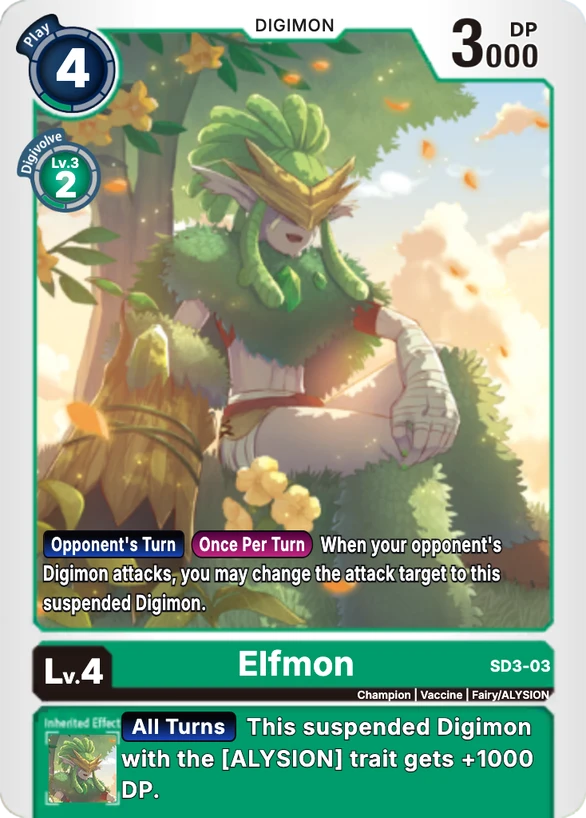 DIGIMON
Play
4
3000
DP
Digivolve
Lv.3
2
Opponent's Turn Once Per Turn When your opponent's
Digimon attacks, you may change the attack target to this
suspended Digimon.
Lv.4
Elfmon
SD3-03
Champion | Vaccine | Fairy/ALYSION
Inherited Effect
All Turns This suspended Digimon
with the [ALYSION] trait gets +1000
DP.